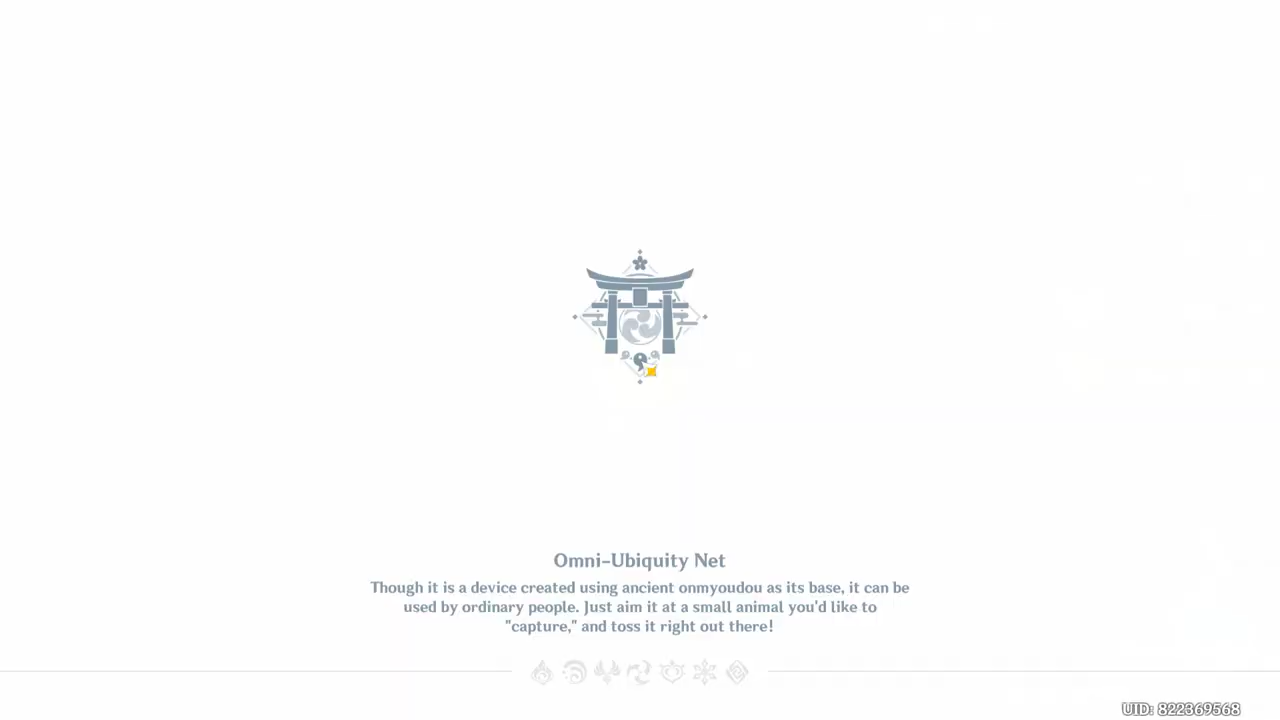 Omni-Ubiquity Net
Though it is a device created using ancient onmyoudou as its base, it can be
used by ordinary people. Just aim it at a small animal you'd like to
"capture," and toss it right out there!
UID: 822369568